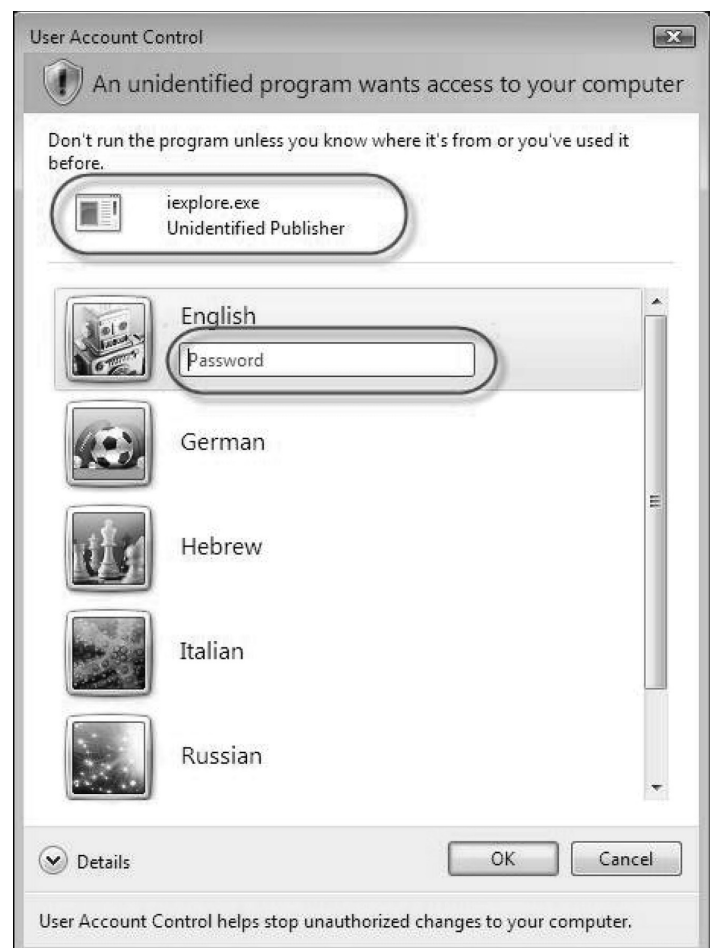 User Account Control
An unidentified program wants access to your computer
Don't run the program unless you know where it's from or you've used it
before.
iexplore.exe
Unidentified Publisher
English
Password
German
Hebrew
Italian
Russian
Details
OK
Cancel
User Account Control helps stop unauthorized changes to your computer.